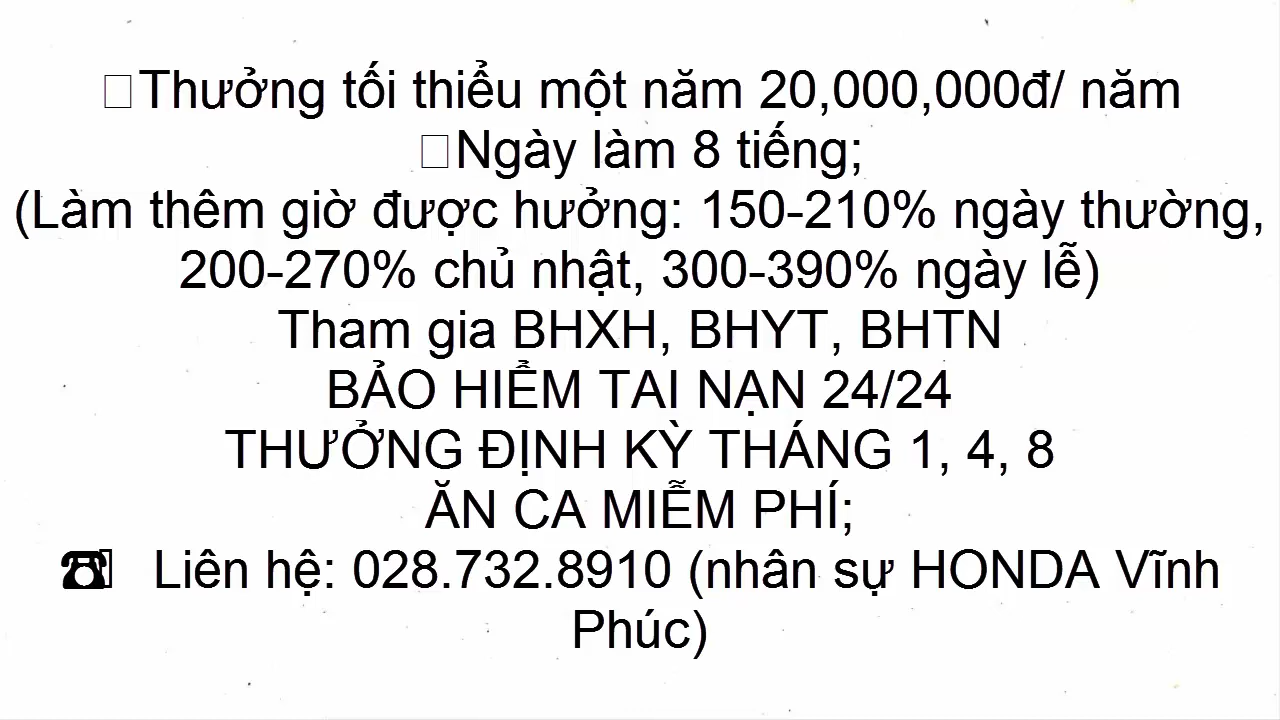 Thưởng tối thiểu một năm 20,000,000đ/ năm
Ngày làm 8 tiếng;
(Làm thêm giờ được hưởng: 150-210% ngày thường,
200-270% chủ nhật, 300-390% ngày lễ)
Tham gia BHXH, BHYT, BHTN
BẢO HIỂM TAI NẠN 24/24
THƯỞNG ĐỊNH KỲ THÁNG 1, 4, 8
ĂN CA MIỄM PHÍ;
☎ Liên hệ: 028.732.8910 (nhân sự HONDA Vĩnh
Phúc)